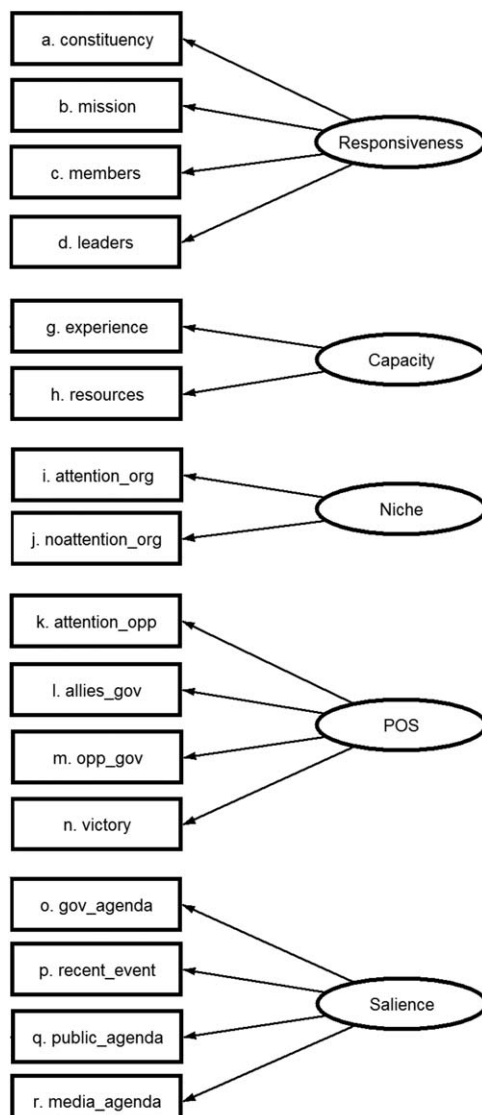 a. constituency
b. mission
Responsiveness
c. members
d. leaders
g. experience
Capacity
h. resources
i. attention_org
Niche
j. noattention_org
k. attention_opp
l. allies_gov
POS
m. opp_gov
n. victory
o. gov_agenda
p. recent_event
Salience
q. public_agenda
r. media_agenda